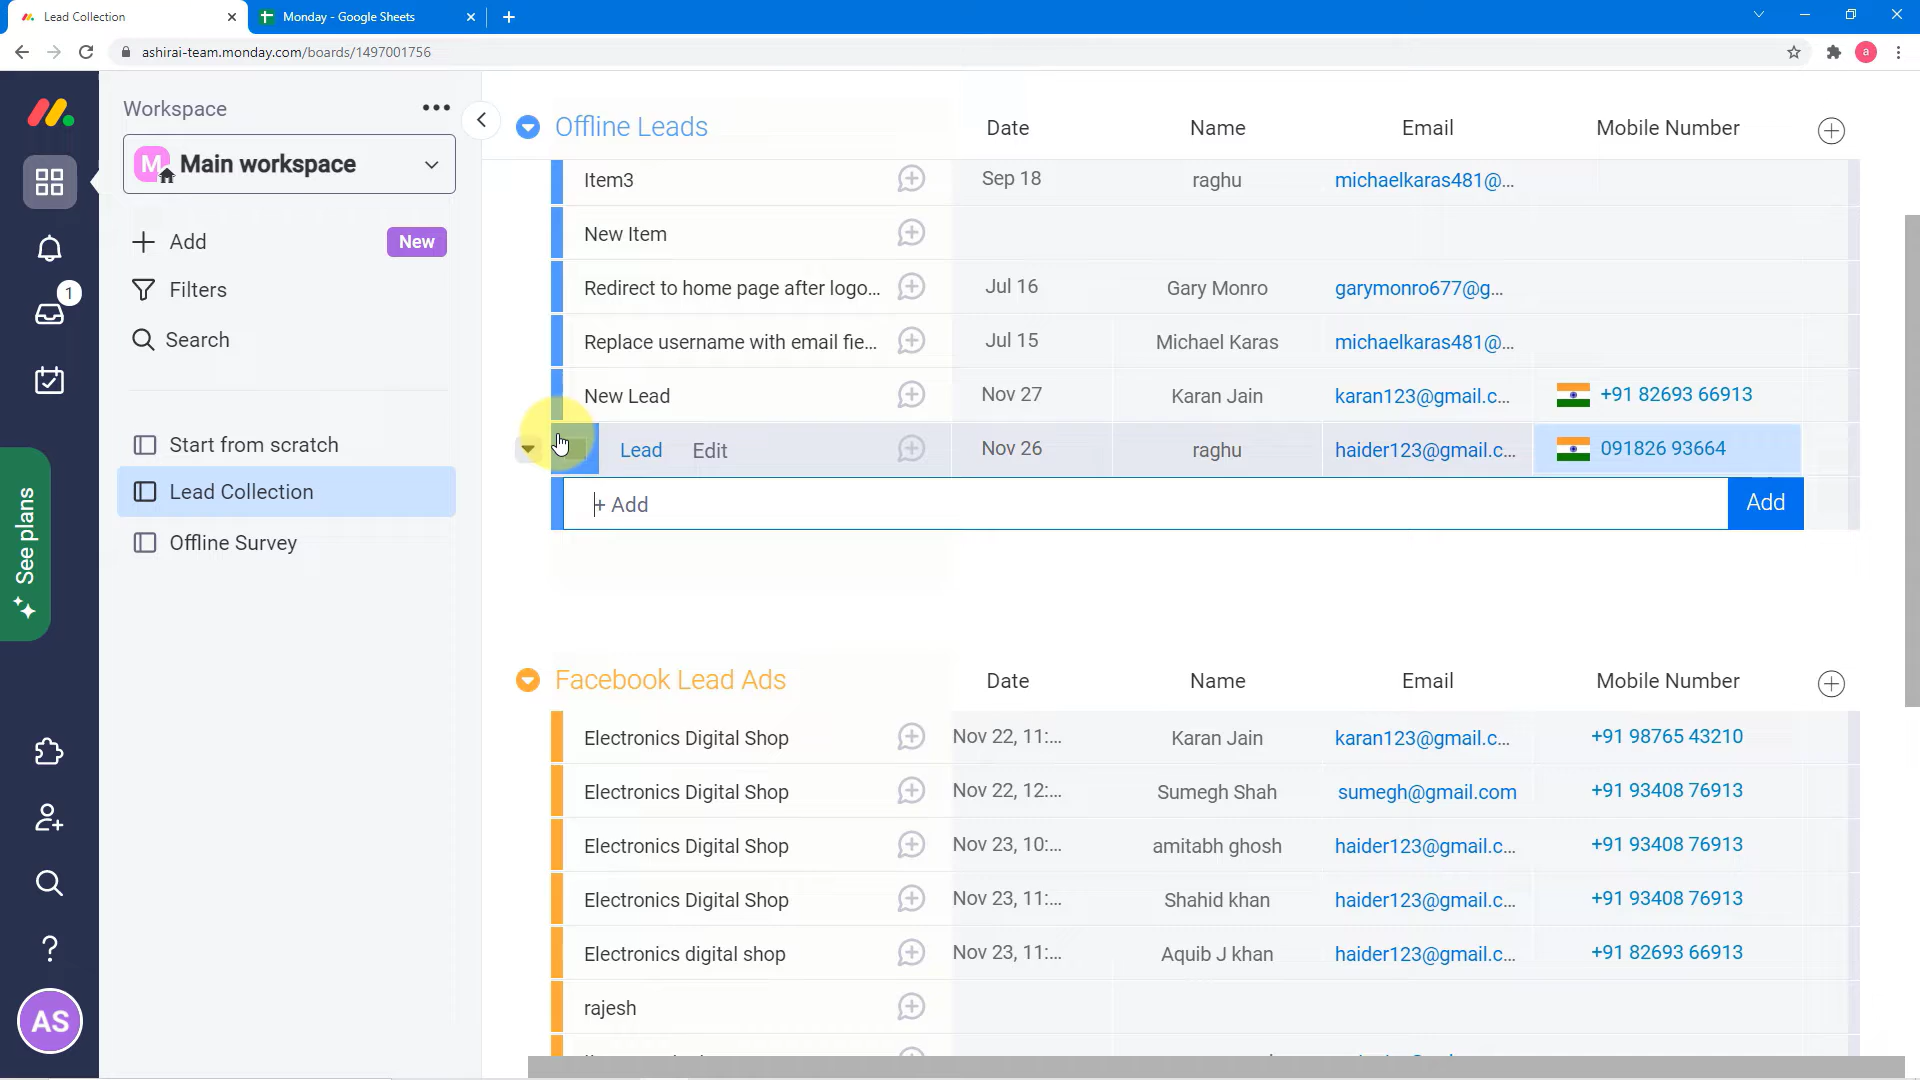 Lead Collection
Monday - Google Sheets
ashirai-team.monday.com/boards/1497001756
a
Workspace
M Main workspace
Add New
Filters
Search
Start from scratch
Lead Collection
Offline Survey
1
See plans
AS
Offline Leads Date Name Email Mobile Number
Item3 Sep 18 raghu michaelkaras481@...
New Item
Redirect to home page after logo... Jul 16 Gary Monro garymonro677@g...
Replace username with email fie... Jul 15 Michael Karas michaelkaras481@...
New Lead Nov 27 Karan Jain karan123@gmail.c... +91 82693 66913
Lead Edit Nov 26 raghu haider123@gmail.c... 091826 93664
+ Add Add
Facebook Lead Ads Date Name Email Mobile Number
Electronics Digital Shop Nov 22, 11:... Karan Jain karan123@gmail.c... +91 98765 43210
Electronics Digital Shop Nov 22, 12:... Sumegh Shah sumegh@gmail.com +91 93408 76913
Electronics Digital Shop Nov 23, 10:... amitabh ghosh haider123@gmail.c... +91 93408 76913
Electronics Digital Shop Nov 23, 11:... Shahid khan haider123@gmail.c... +91 93408 76913
Electronics digital shop Nov 23, 11:... Aquib J khan haider123@gmail.c... +91 82693 66913
rajesh